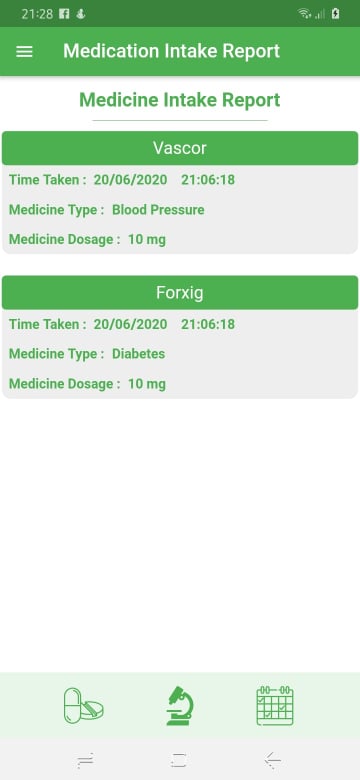 21:28
Medication Intake Report
Medicine Intake Report
Vascor
Time Taken : 20/06/2020 21:06:18
Medicine Type : Blood Pressure
Medicine Dosage : 10 mg
Forxig
Time Taken : 20/06/2020 21:06:18
Medicine Type : Diabetes
Medicine Dosage : 10 mg